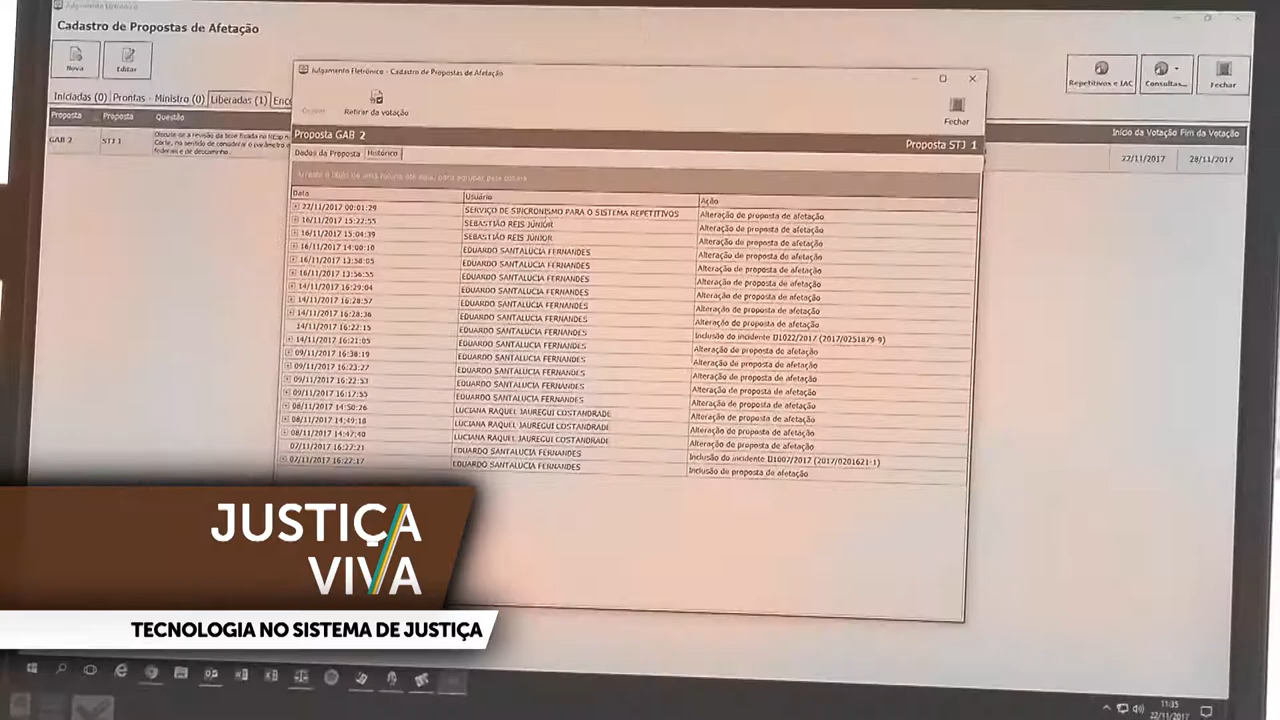 Julgamento Eletrônico
Cadastro de Propostas de Afetação
Nova
Editar
Repetitivos e IAC
Consultas...
Fechar
Iniciadas (0)
Prontas - Ministro (0)
Liberadas (1)
Proposta
Proposta
Questão
Início da Votação
Fim da Votação
GAB 2
STJ 1
22/11/2017
28/11/2017
Julgamento Eletrônico - Cadastro de Propostas de Afetação
Retirar da votação
Fechar
Proposta GAB 2
Proposta STJ 1
Dados da Proposta
Histórico
Data Usuário Ação
22/11/2017 00:01:29 SERVIÇO DE SINCRONISMO PARA O SISTEMA REPETITIVOS Alteração de proposta de afetação
16/11/2017 15:22:55 SEBASTIÃO REIS JÚNIOR Alteração de proposta de afetação
16/11/2017 15:04:39 SEBASTIÃO REIS JÚNIOR Alteração de proposta de afetação
16/11/2017 14:00:10 EDUARDO SANTALUCIA FERNANDES Alteração de proposta de afetação
16/11/2017 13:58:05 EDUARDO SANTALUCIA FERNANDES Alteração de proposta de afetação
16/11/2017 13:56:55 EDUARDO SANTALUCIA FERNANDES Alteração de proposta de afetação
14/11/2017 16:29:04 EDUARDO SANTALUCIA FERNANDES Alteração de proposta de afetação
14/11/2017 16:28:57 EDUARDO SANTALUCIA FERNANDES Alteração de proposta de afetação
14/11/2017 16:28:36 EDUARDO SANTALUCIA FERNANDES Alteração de proposta de afetação
14/11/2017 16:22:15 EDUARDO SANTALUCIA FERNANDES Inclusão do incidente D1022/2017 (2017/0251879-9)
14/11/2017 16:21:05 EDUARDO SANTALUCIA FERNANDES Alteração de proposta de afetação
09/11/2017 16:38:19 EDUARDO SANTALUCIA FERNANDES Alteração de proposta de afetação
09/11/2017 16:23:27 EDUARDO SANTALUCIA FERNANDES Alteração de proposta de afetação
09/11/2017 16:22:53 EDUARDO SANTALUCIA FERNANDES Alteração de proposta de afetação
09/11/2017 16:17:55 EDUARDO SANTALUCIA FERNANDES Alteração de proposta de afetação
08/11/2017 14:50:26 LUCIANA RAQUEL JAUREGUI COSTANDRADE Alteração de proposta de afetação
08/11/2017 14:49:18 LUCIANA RAQUEL JAUREGUI COSTANDRADE Alteração de proposta de afetação
08/11/2017 14:47:40 LUCIANA RAQUEL JAUREGUI COSTANDRADE Alteração de proposta de afetação
07/11/2017 16:27:21 EDUARDO SANTALUCIA FERNANDES Inclusão do incidente D1007/2017 (2017/0201621-1)
07/11/2017 16:27:17 EDUARDO SANTALUCIA FERNANDES Inclusão de proposta de afetação
JUSTIÇA
VIVA
TECNOLOGIA NO SISTEMA DE JUSTIÇA
11:35
22/11/2017